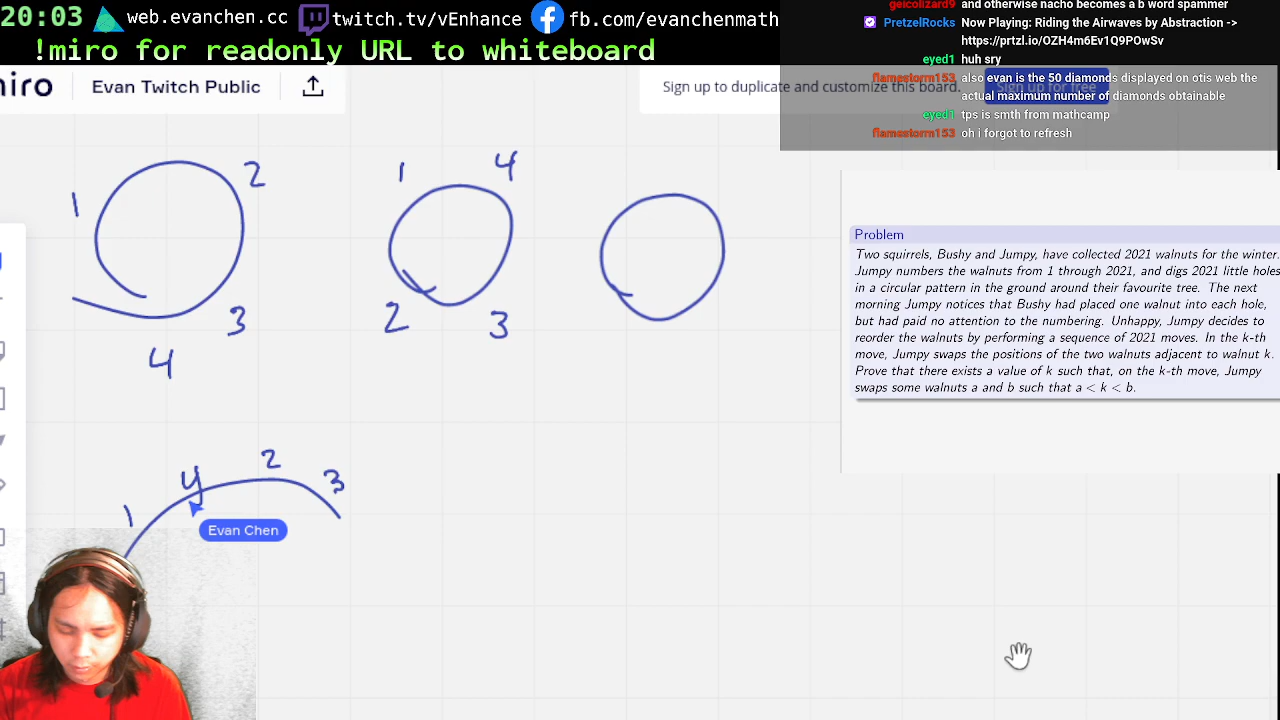 20:03 web.evanchen.cc twitch.tv/vEnhance fb.com/evanchenmath
!miro for readonly URL to whiteboard
geicolizard9 and otherwise nacho becomes a b word spammer
PretzelRocks Now Playing: Riding the Airwaves by Absorction ->
https://prtzl.io/OZH4m6Ev1Q9POwSv
eyed1 huh sry
flamestorm153 also evan is the 50 diamonds displayed on otis web the
actual maximum number of diamonds obtainable
eyed1 tps is smth from mathcamp
flamestorm153 oh i forgot to refresh
miro Evan Twitch Public
Sign up to duplicate and customize this board.
Sign up for free
1 2 3 4
1 4 2 3
1 4 2 3
Evan Chen
Problem
Two squirrels, Bushy and Jumpy, have collected 2021 walnuts for the winter.
Jumpy numbers the walnuts from 1 through 2021, and digs 2021 little holes
in a circular pattern in the ground around their favourite tree. The next
morning Jumpy notices that Bushy had placed one walnut into each hole,
but had paid no attention to the numbering. Unhappy, Jumpy decides to
reorder the walnuts by performing a sequence of 2021 moves. In the k-th
move, Jumpy swaps the positions of the two walnuts adjacent to walnut k.
Prove that there exists a value of k such that, on the k-th move, Jumpy
swaps some walnuts a and b such that a < k < b.